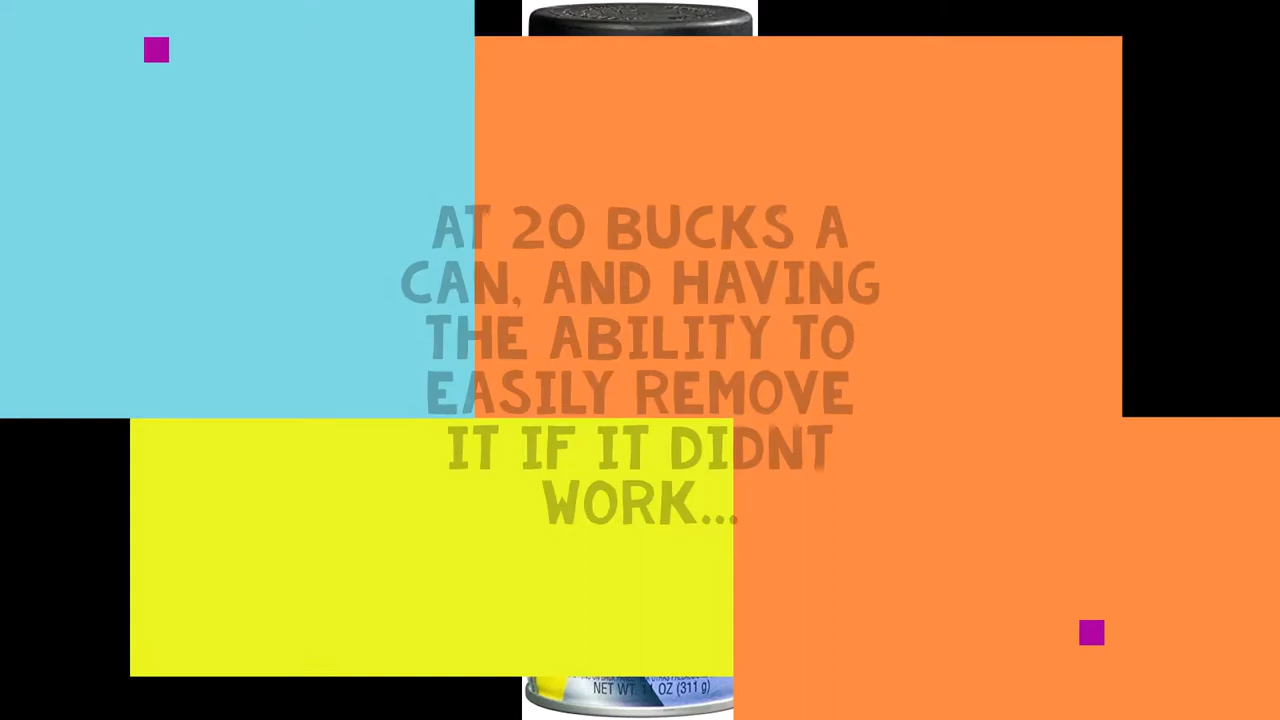 AT 20 BUCKS A
CAN, AND HAVING
THE ABILITY TO
EASILY REMOVE
IT IF IT DIDNT
WORK...
NET WT. 11 OZ (311 g)